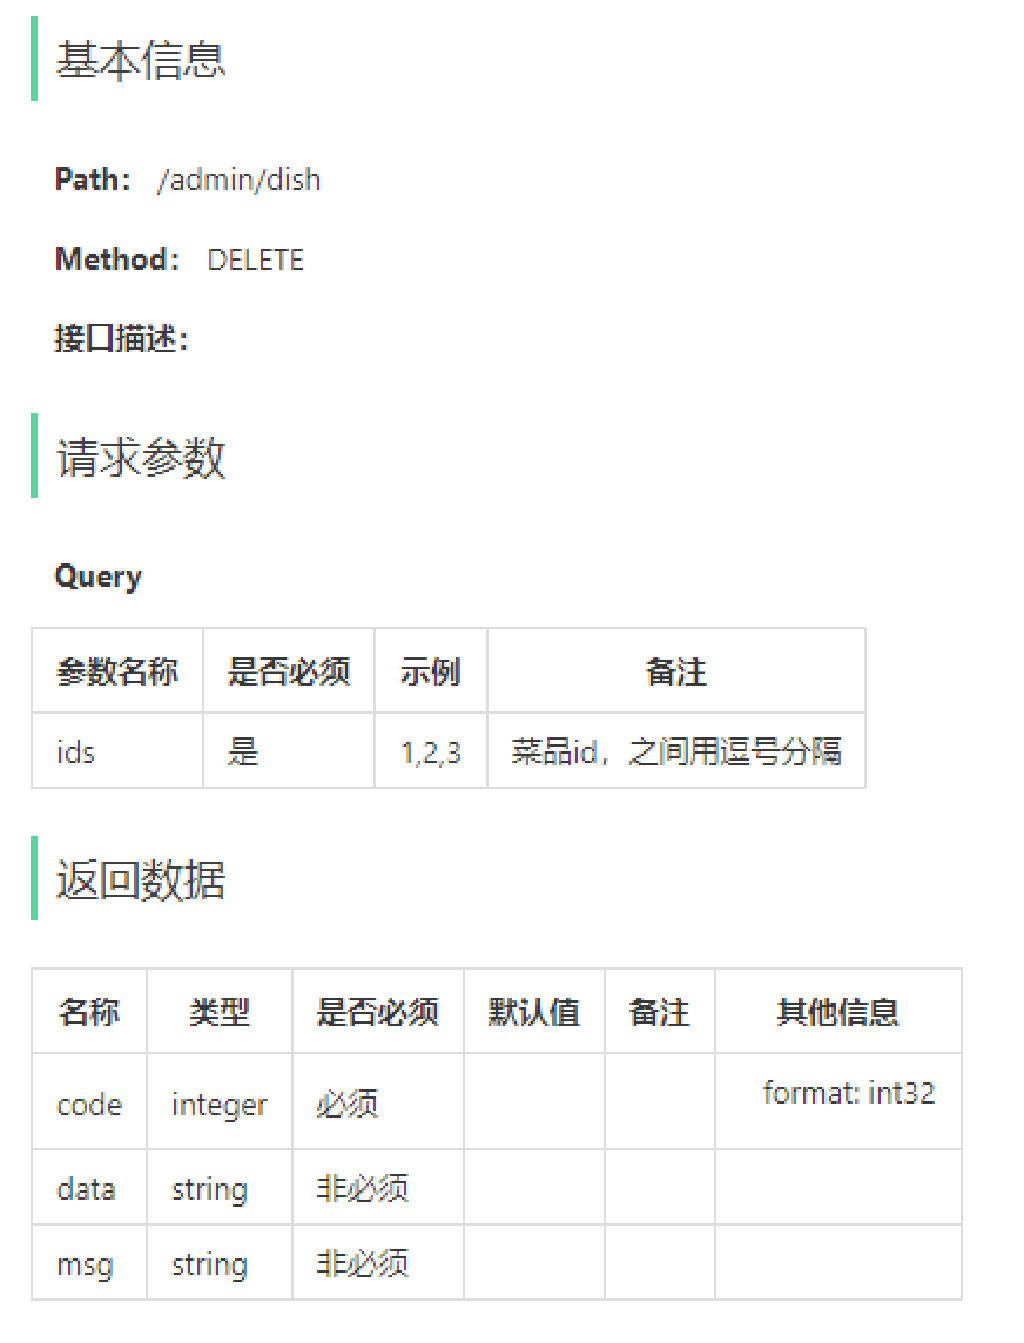 基本信息
Path： /admin/dish
Method： DELETE
接口描述：
请求参数
Query
参数名称 是否必须 示例 备注
ids 是 1,2,3 菜品id，之间用逗号分隔
返回数据
名称 类型 是否必须 默认值 备注 其他信息
code integer 必须 format: int32
data string 非必须
msg string 非必须